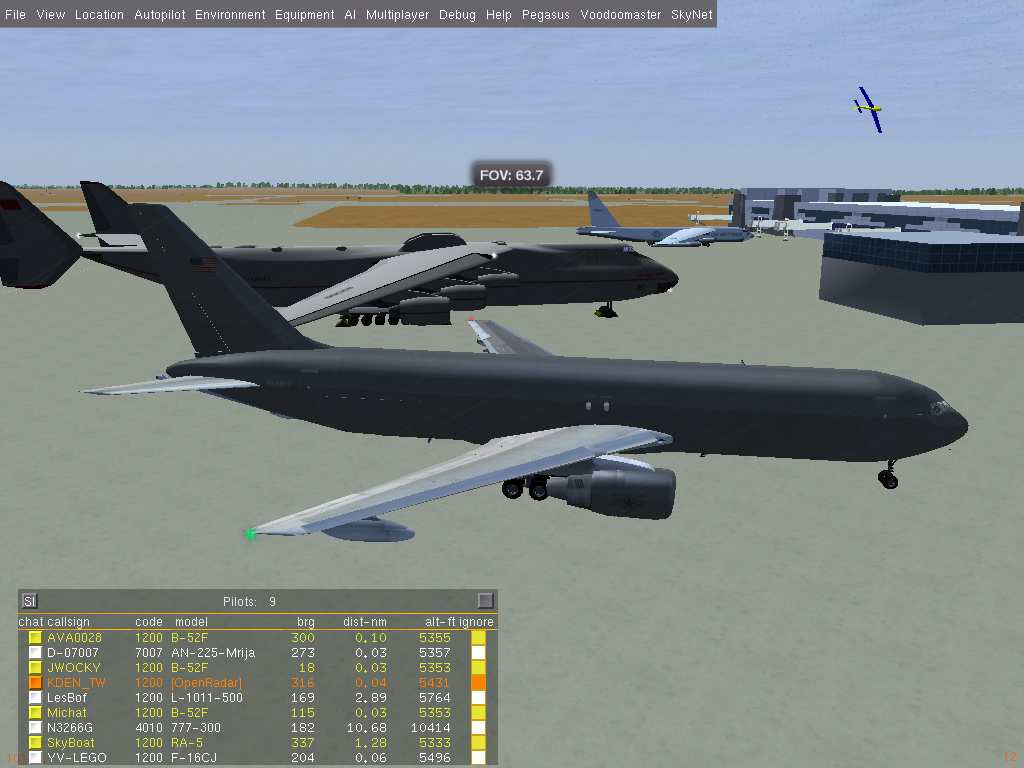 File View Location Autopilot Environment Equipment AI Multiplayer Debug Help Pegasus Voodoomaster SkyNet
FOV: 63.7
SI Pilots: 9
chat callsign code model brg dist-nm alt-ft ignore
AVA0028 1200 B-52F 300 0.10 5355
D-07007 7007 AN-225-Mrija 273 0.03 5357
JWOCKY 1200 B-52F 18 0.03 5353
KDEN_TW 1200 [OpenRadar] 316 0.04 5431
LesBof 1200 L-1011-500 169 2.89 5764
Michat 1200 B-52F 115 0.03 5353
N3266G 4010 777-300 182 10.68 10414
SkyBoat 1200 RA-5 337 1.28 5333
YV-LEGO 1200 F-16CJ 204 0.06 5496
12